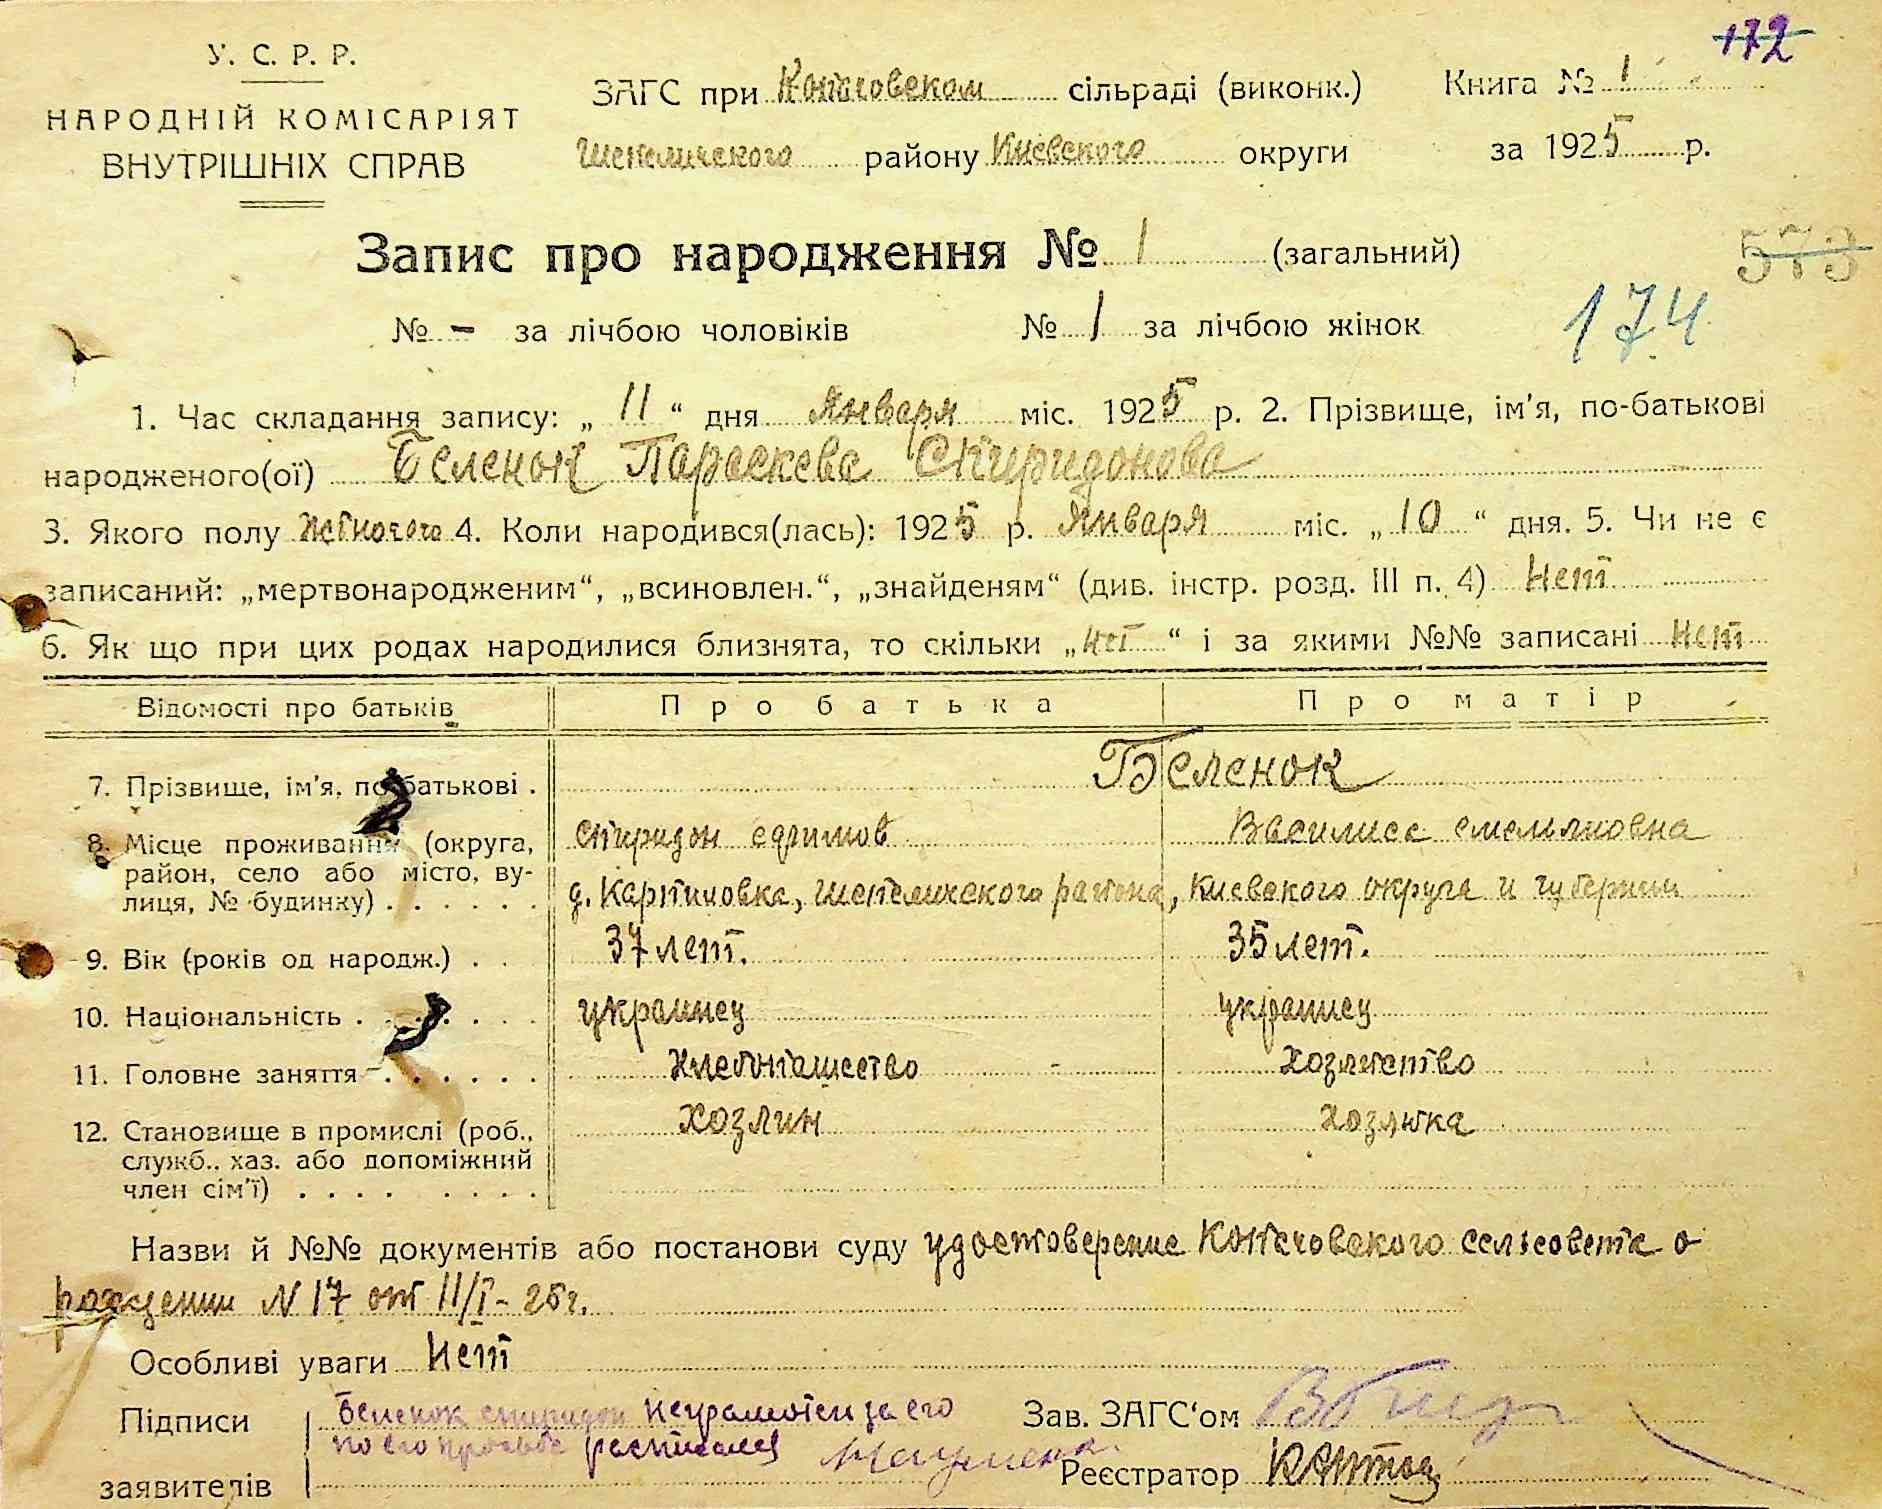 172
У. С. Р. Р.
НАРОДНІЙ КОМІСАРІЯТ
ВНУТРІШНІХ СПРАВ
ЗАГС при Копачовском сільраді (виконк.) Книга № 1
Шепеличского району Киевского округи за 1925 р.
Запис про народження № 1 (загальний)
573
174
№ - за лічбою чоловіків № 1 за лічбою жінок
1. Час складання запису: „ 11 “ дня Января міс. 1925 р. 2. Прізвище, ім'я, по-батькові
народженого(ої) Беленок Параскева Спиридонова
3. Якого полу женского 4. Коли народився(лась): 1925 р. Января міс. „ 10 “ дня. 5. Чи не є
записаний: „мертвонародженим“, „всиновлен.“, „знайденям“ (див. інстр. розд. III п. 4) Нет
6. Як що при цих родах народилися близнята, то скільки „нет“ і за якими №№ записані нет
Відомості про батьків Про батька Про матір
7. Прізвище, ім'я, по-батькові . Беленок
Спиридон Ефимов Василиса Емельяновна
8. Місце проживання (округа, район, село або місто, ву-
лиця, № будинку) . . . . . . д. Карпиловка, Шепеличского района, Киевского округа и губернии
9. Вік (років од народж.) . . 37 лет. 35 лет.
10. Національність . . . . . . украинец украинец
11. Головне заняття . . . . . . Хлебопашество Хозяйство
12. Становище в промислі (роб., Хозяин Хозяйка
служб., хаз. або допоміжний
член сім'ї) . . . . . . . .
Назви й №№ документів або постанови суду удостоверение Копачовского сельсовета о
рождении N 17 от 11/I - 25 г.
Особливі уваги Нет
Підписи Беленок Спиридон неграмотен за его Зав. ЗАГС'ом
по его просьбе расписался
заявителів Реєстратор